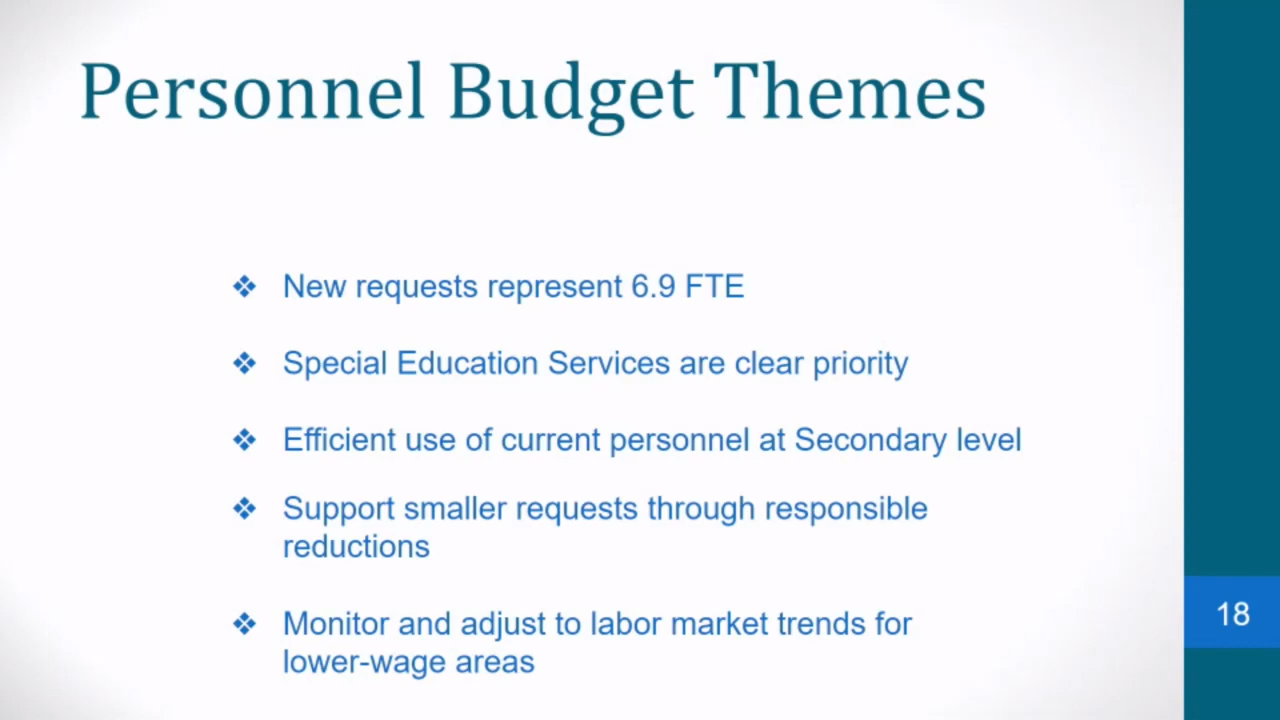 Personnel Budget Themes
❖ New requests represent 6.9 FTE
❖ Special Education Services are clear priority
❖ Efficient use of current personnel at Secondary level
❖ Support smaller requests through responsible
reductions
❖ Monitor and adjust to labor market trends for
lower-wage areas
18